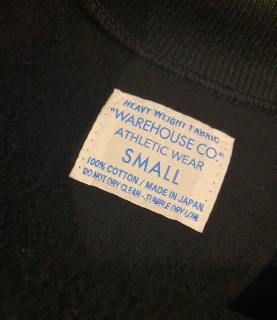 HEAVY WEIGHT FABRIC
"WAREHOUSE CO".
ATHLETIC WEAR
SMALL
100% COTTON / MADE IN JAPAN
DO NOT DRY CLEAN - TUMBLE DRY LOW